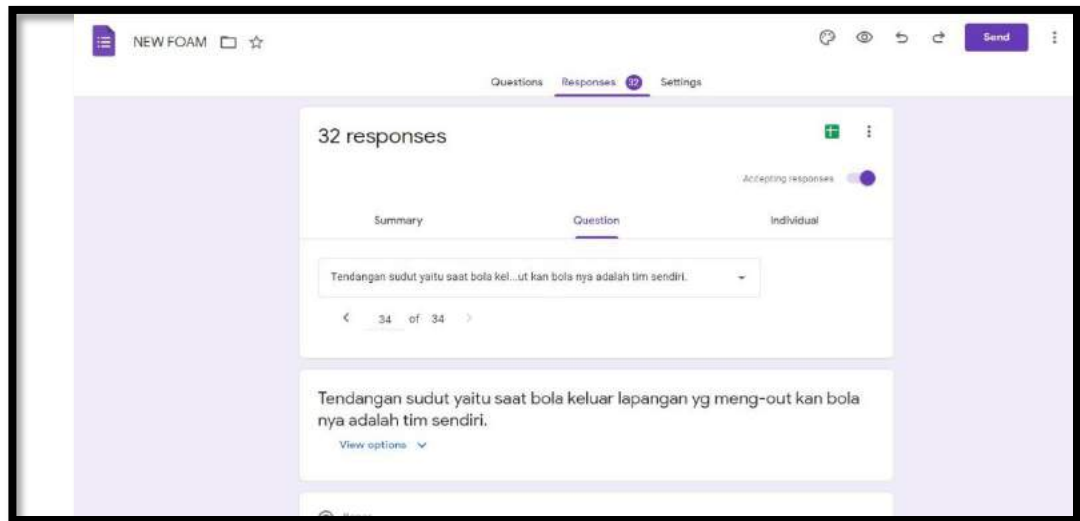 NEW FOAM
Send
Questions Responses 32 Settings
32 responses
Accepting responses
Summary Question Individual
Tendangan sudut yaitu saat bola kel...ut kan bola nya adalah tim sendiri.
34 of 34
Tendangan sudut yaitu saat bola keluar lapangan yg meng-out kan bola
nya adalah tim sendiri.
View options